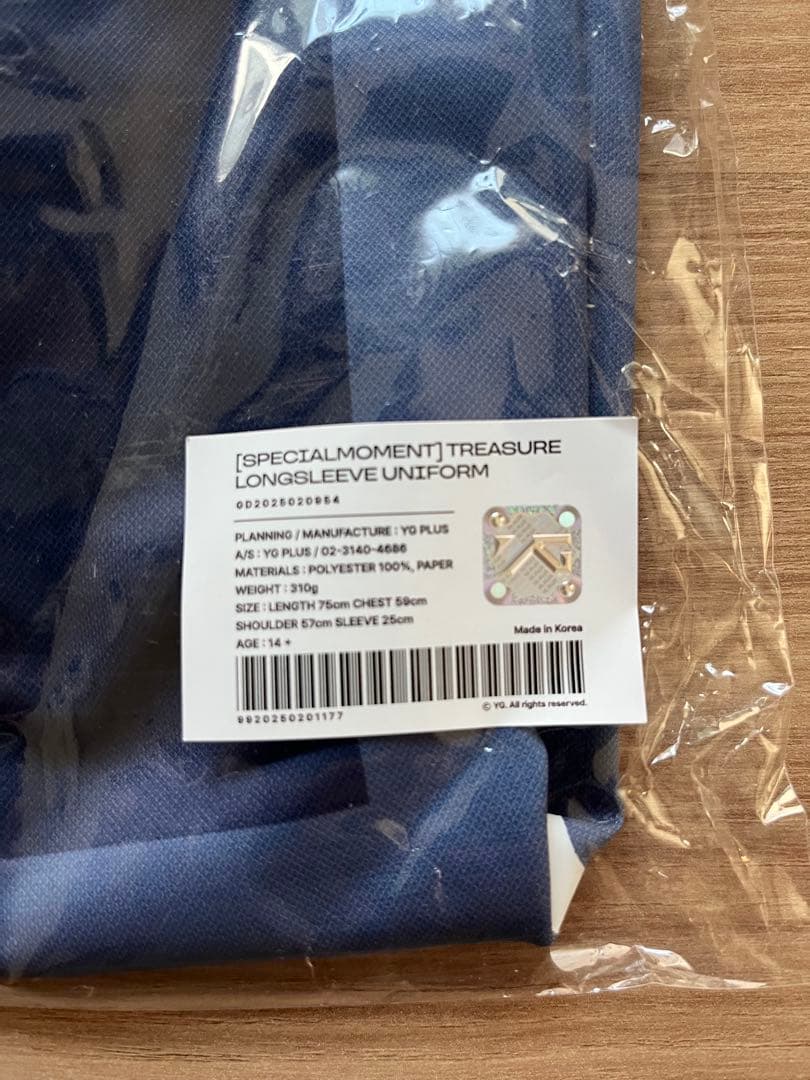 [SPECIALMOMENT] TREASURE
LONGSLEEVE UNIFORM
GD2025020954
PLANNING / MANUFACTURE : YG PLUS
A/S : YG PLUS / 02-3140-4686
MATERIALS : POLYESTER 100%, PAPER
WEIGHT : 310g
SIZE : LENGTH 75cm CHEST 59cm
SHOULDER 57cm SLEEVE 25cm
AGE : 14 +
YG
Made in Korea
9920250201177
© YG. All rights reserved.